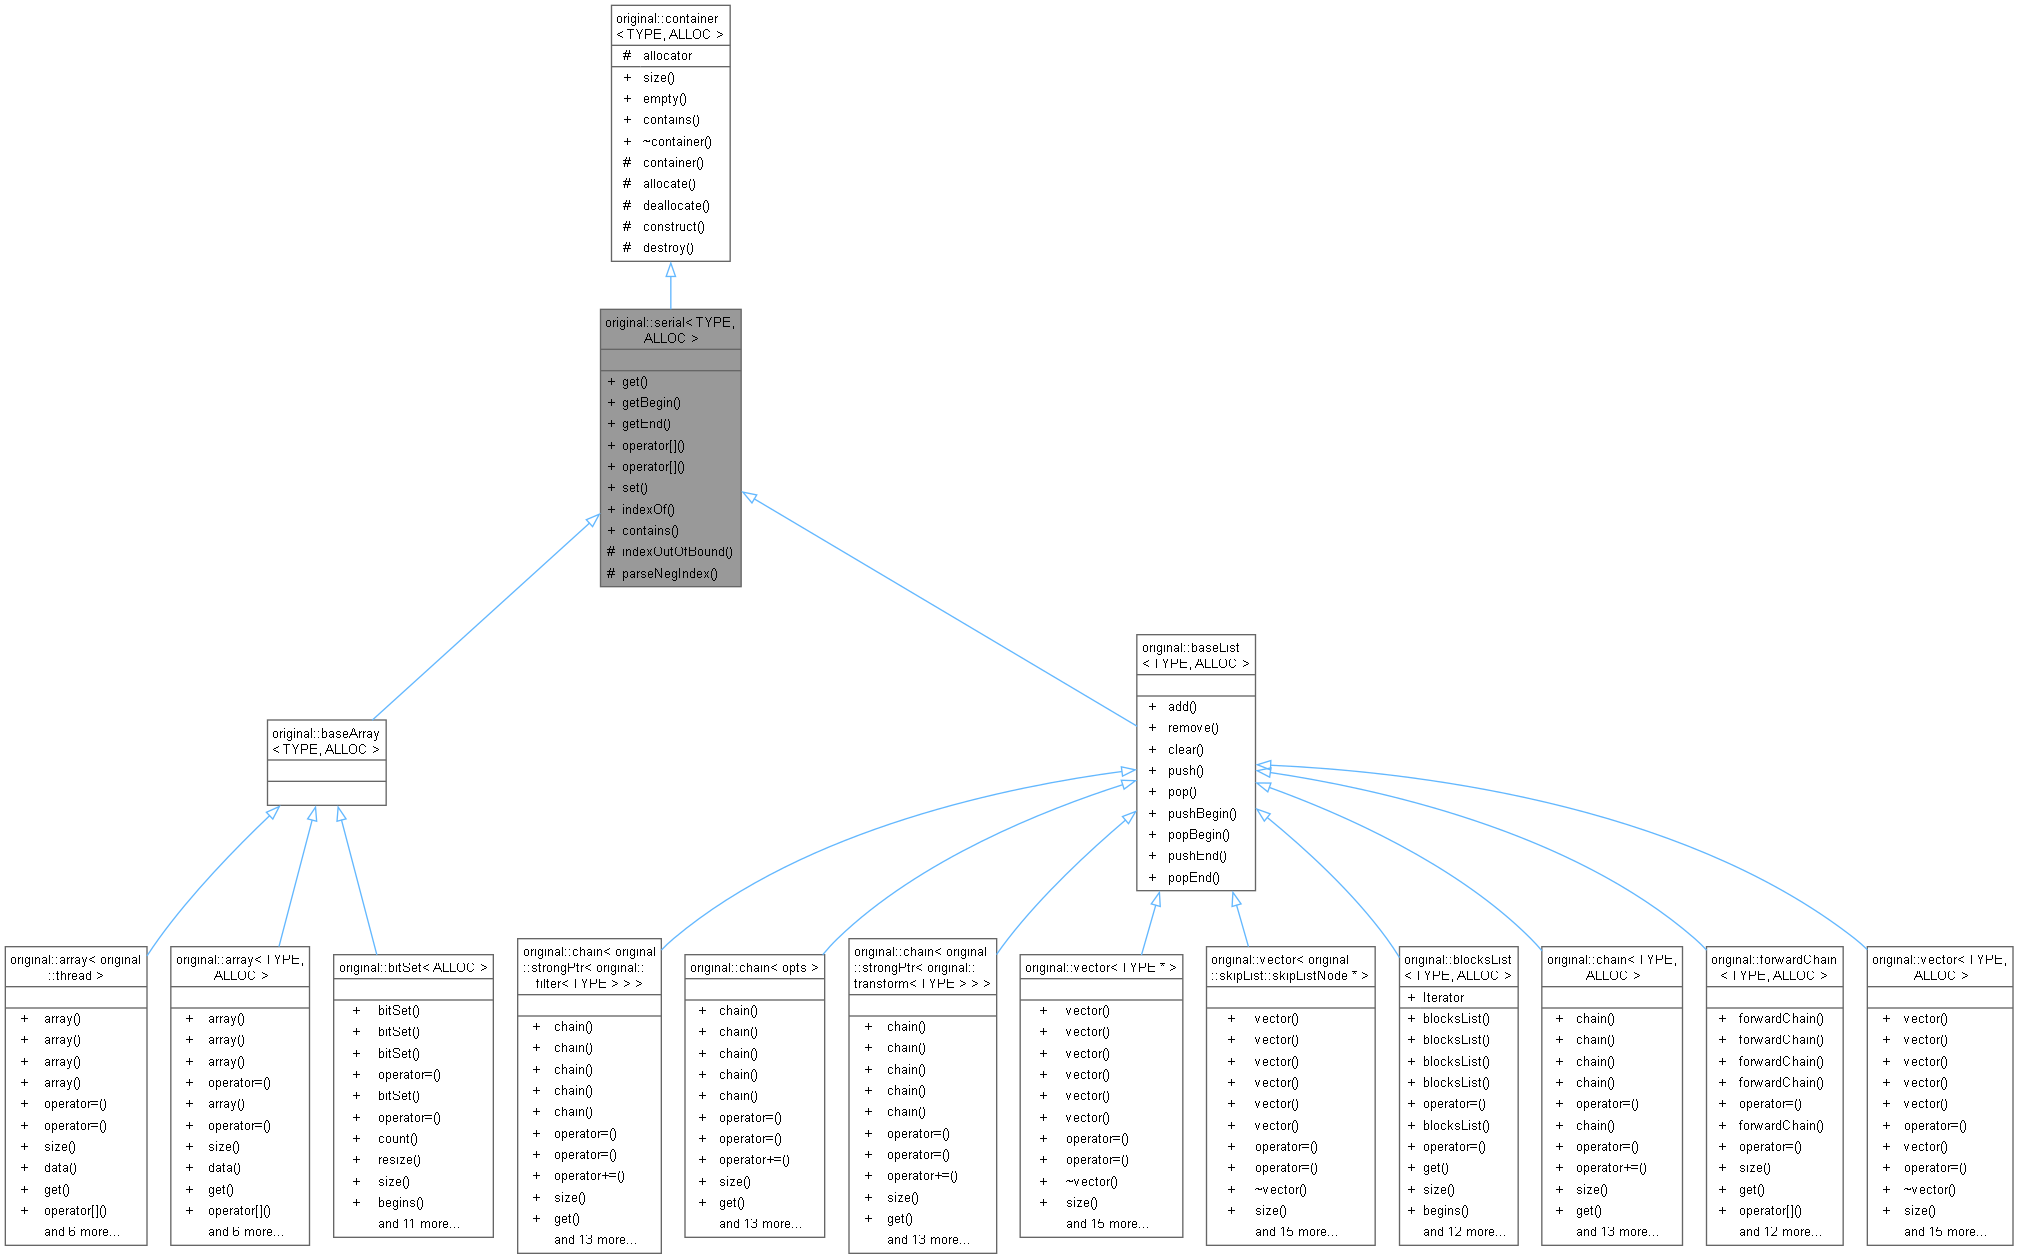 original::container
< TYPE, ALLOC >
# allocator
+ size()
+ empty()
+ contains()
+ ~container()
# container()
# allocate()
# deallocate()
# construct()
# destroy()
original::serial< TYPE,
ALLOC >
+ get()
+ getBegin()
+ getEnd()
+ operator[]()
+ operator[]()
+ set()
+ indexOf()
+ contains()
# indexOutOfBound()
# parseNegIndex()
original::baseList
< TYPE, ALLOC >
+ add()
+ remove()
+ clear()
+ push()
+ pop()
+ pushBegin()
+ popBegin()
+ pushEnd()
+ popEnd()
original::baseArray
< TYPE, ALLOC >
original::array< original
::thread >
+ array()
+ array()
+ array()
+ array()
+ operator=()
+ operator=()
+ size()
+ data()
+ get()
+ operator[]()
and 6 more...
original::array< TYPE,
ALLOC >
+ array()
+ array()
+ array()
+ operator=()
+ array()
+ operator=()
+ size()
+ data()
+ get()
+ operator[]()
and 6 more...
original::bitSet< ALLOC >
+ bitSet()
+ bitSet()
+ bitSet()
+ operator=()
+ bitSet()
+ operator=()
+ count()
+ resize()
+ size()
+ begins()
and 11 more...
original::chain< original
::strongPtr< original::
filter< TYPE > > >
+ chain()
+ chain()
+ chain()
+ chain()
+ chain()
+ operator=()
+ operator=()
+ operator+=()
+ size()
+ get()
and 13 more...
original::chain< opts >
+ chain()
+ chain()
+ chain()
+ chain()
+ chain()
+ operator=()
+ operator=()
+ operator+=()
+ size()
+ get()
and 13 more...
original::chain< original
::strongPtr< original::
transform< TYPE > > >
+ chain()
+ chain()
+ chain()
+ chain()
+ chain()
+ operator=()
+ operator=()
+ operator+=()
+ size()
+ get()
and 13 more...
original::vector< TYPE * >
+ vector()
+ vector()
+ vector()
+ vector()
+ vector()
+ vector()
+ operator=()
+ operator=()
+ ~vector()
+ size()
and 15 more...
original::vector< original
::skipList::skipListNode * >
+ vector()
+ vector()
+ vector()
+ vector()
+ vector()
+ vector()
+ operator=()
+ operator=()
+ ~vector()
+ size()
and 15 more...
original::blocksList
< TYPE, ALLOC >
+ Iterator
+ blocksList()
+ blocksList()
+ blocksList()
+ blocksList()
+ operator=()
+ blocksList()
+ operator=()
+ get()
+ size()
+ begins()
and 12 more...
original::chain< TYPE,
ALLOC >
+ chain()
+ chain()
+ chain()
+ chain()
+ operator=()
+ chain()
+ operator=()
+ operator+=()
+ size()
+ get()
and 13 more...
original::forwardChain
< TYPE, ALLOC >
+ forwardChain()
+ forwardChain()
+ forwardChain()
+ forwardChain()
+ operator=()
+ forwardChain()
+ operator=()
+ size()
+ get()
+ operator[]()
and 12 more...
original::vector< TYPE,
ALLOC >
+ vector()
+ vector()
+ vector()
+ vector()
+ vector()
+ operator=()
+ vector()
+ operator=()
+ ~vector()
+ size()
and 15 more...